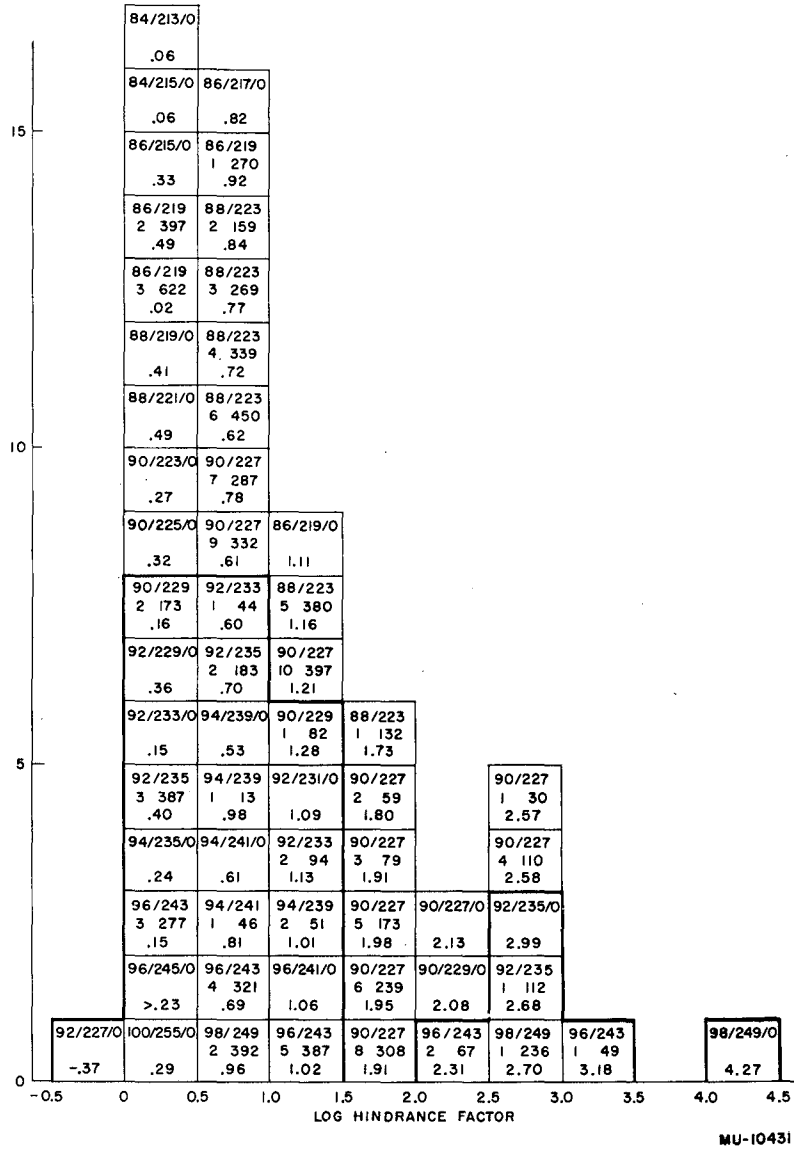 84/213/0
.06
84/215/0 86/217/0
.06 .82
15
86/215/0 86/219
1 270
.33 .92
86/219 88/223
2 397 2 159
.49 .84
86/219 88/223
3 622 3 269
.02 .77
88/219/0 88/223
4 339
.41 .72
88/221/0 88/223
6 450
.49 .62
10
90/223/0 90/227
7 287
.27 .78
90/225/0 90/227 86/219/0
9 332
.32 .61 1.11
90/229 92/233 88/223
2 173 1 44 5 380
.16 .60 1.16
92/229/0 92/235 90/227
2 183 10 397
.36 .70 1.21
92/233/0 94/239/0 90/229 88/223
1 82 1 132
.15 .53 1.28 1.73
5
92/235 94/239 92/231/0 90/227 90/227
3 387 1 13 2 59 1 30
.40 .98 1.09 1.80 2.57
94/235/0 94/241/0 92/233 90/227 90/227
2 94 3 79 4 110
.24 .61 1.13 1.91 2.58
96/243 94/241 94/239 90/227 90/227/0 92/235/0
3 277 1 46 2 51 5 173
.15 .81 1.01 1.98 2.13 2.99
96/245/0 96/243 96/241/0 90/227 90/229/0 92/235
4 321 6 239 1 112
>.23 .69 1.06 1.95 2.08 2.68
92/227/0 100/255/0 98/249 96/243 90/227 96/243 98/249 96/243 98/249/0
2 392 5 387 8 308 2 67 1 236 1 49
-.37 .29 .96 1.02 1.91 2.31 2.70 3.18 4.27
0
-0.5 0 0.5 1.0 1.5 2.0 2.5 3.0 3.5 4.0 4.5
LOG HINDRANCE FACTOR
MU-10431